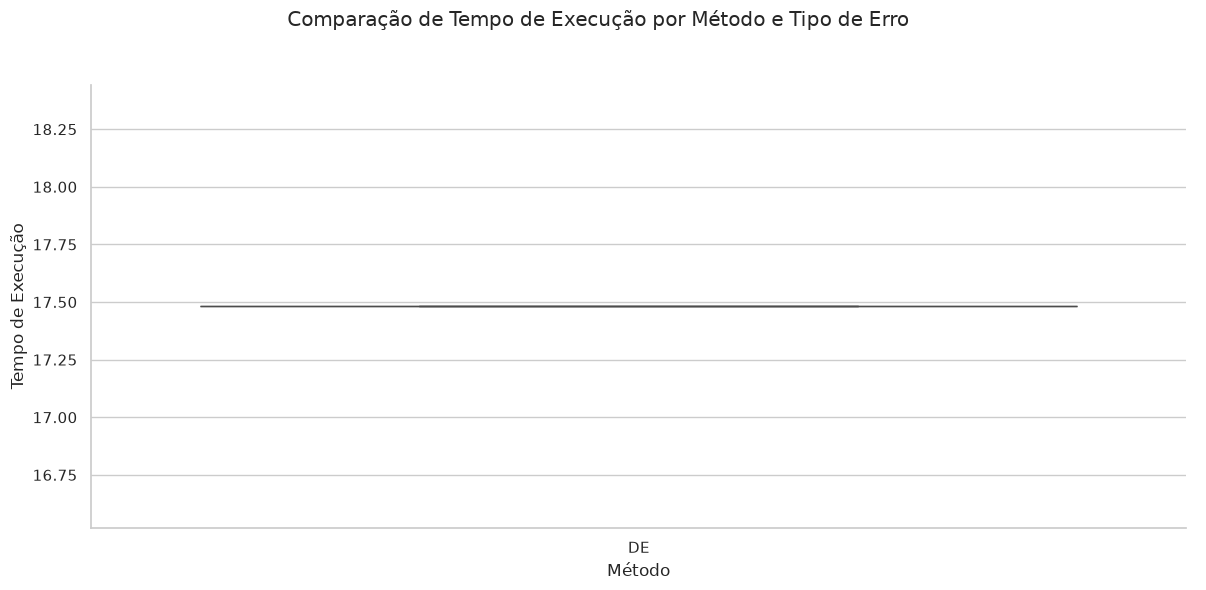 Comparação de Tempo de Execução por Método e Tipo de Erro
18.25
18.00
17.75
17.50
17.25
17.00
16.75
Tempo de Execução
DE
Método